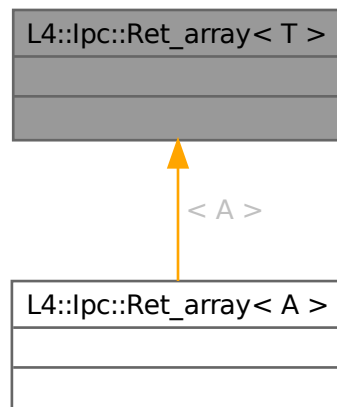 L4::Ipc::Ret_array< T >
< A >
L4::Ipc::Ret_array< A >